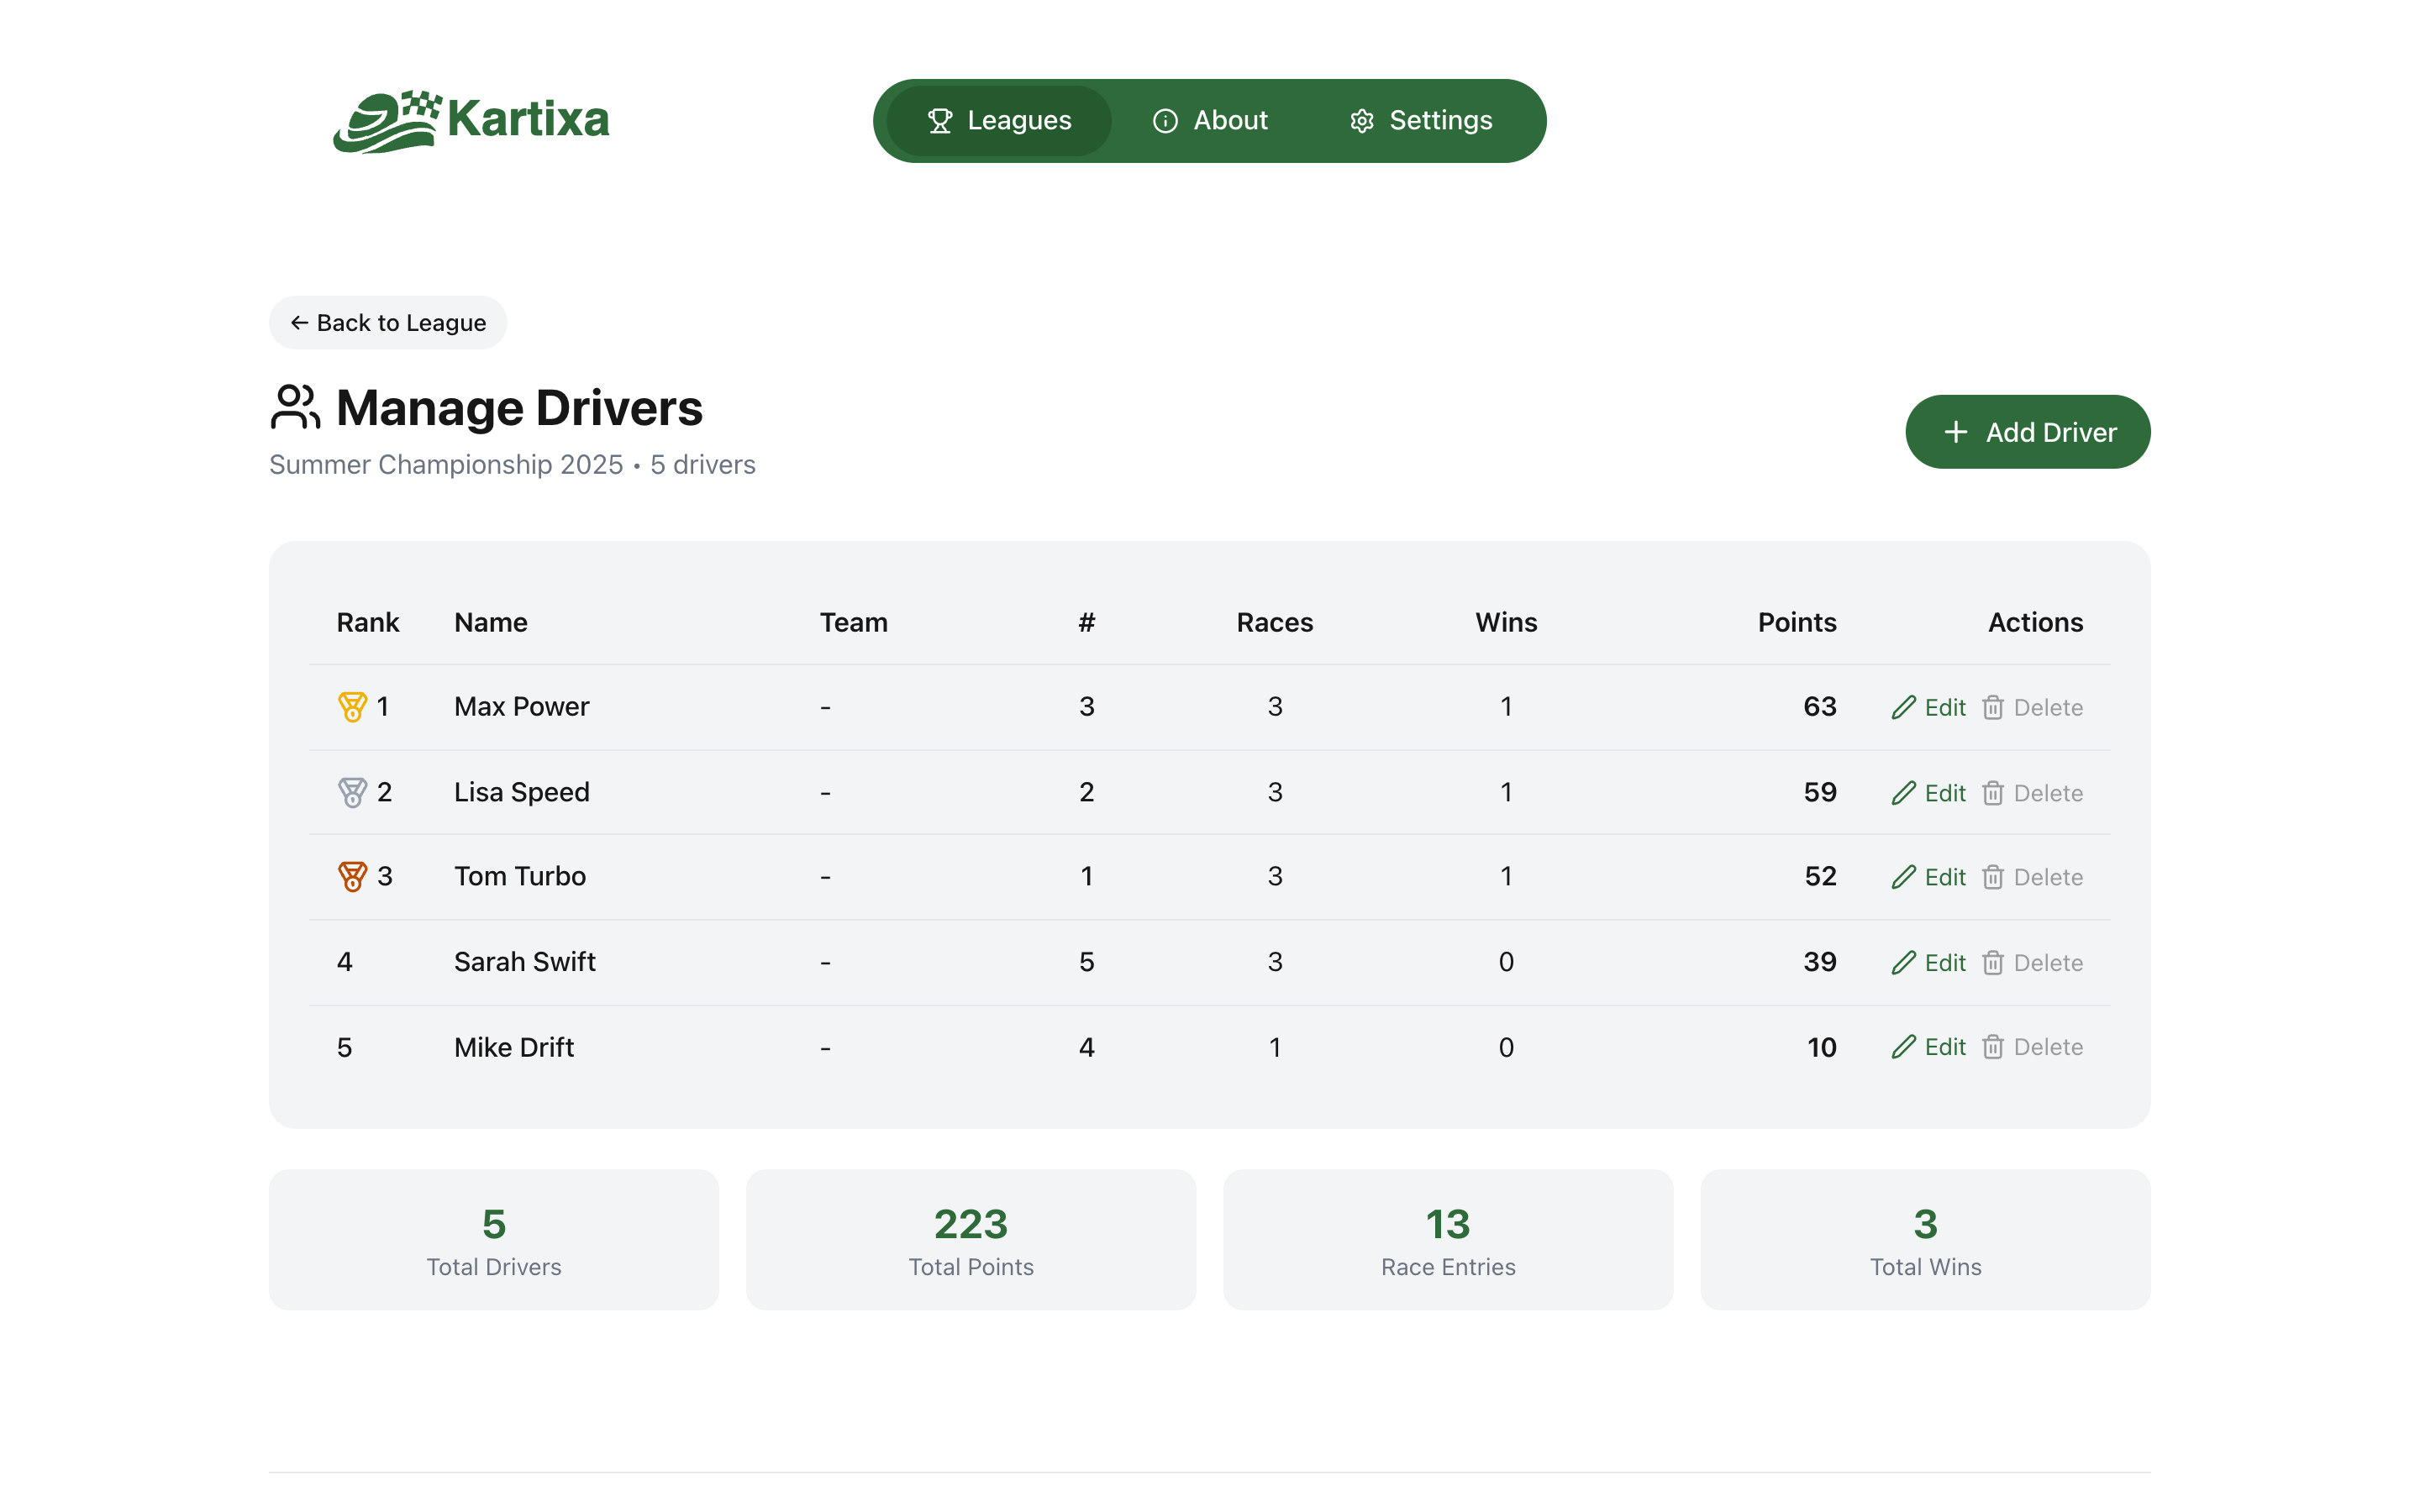 Kartixa
Leagues About Settings
← Back to League
Manage Drivers
Summer Championship 2025 • 5 drivers
+ Add Driver
Rank Name Team # Races Wins Points Actions
1 Max Power - 3 3 1 63 Edit Delete
2 Lisa Speed - 2 3 1 59 Edit Delete
3 Tom Turbo - 1 3 1 52 Edit Delete
4 Sarah Swift - 5 3 0 39 Edit Delete
5 Mike Drift - 4 1 0 10 Edit Delete
5 223 13 3
Total Drivers Total Points Race Entries Total Wins